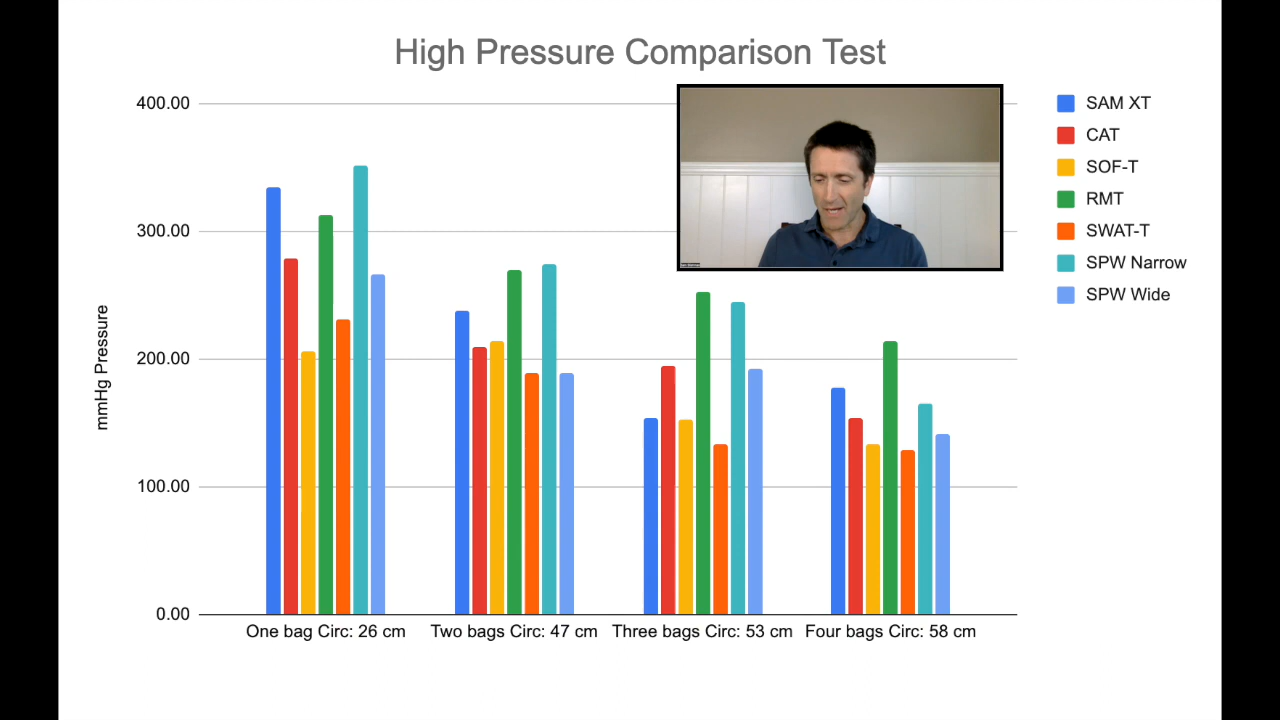 High Pressure Comparison Test
400.00
300.00
200.00
100.00
0.00
mmHg Pressure
One bag Circ: 26 cm
Two bags Circ: 47 cm
Three bags Circ: 53 cm
Four bags Circ: 58 cm
SAM XT
CAT
SOF-T
RMT
SWAT-T
SPW Narrow
SPW Wide